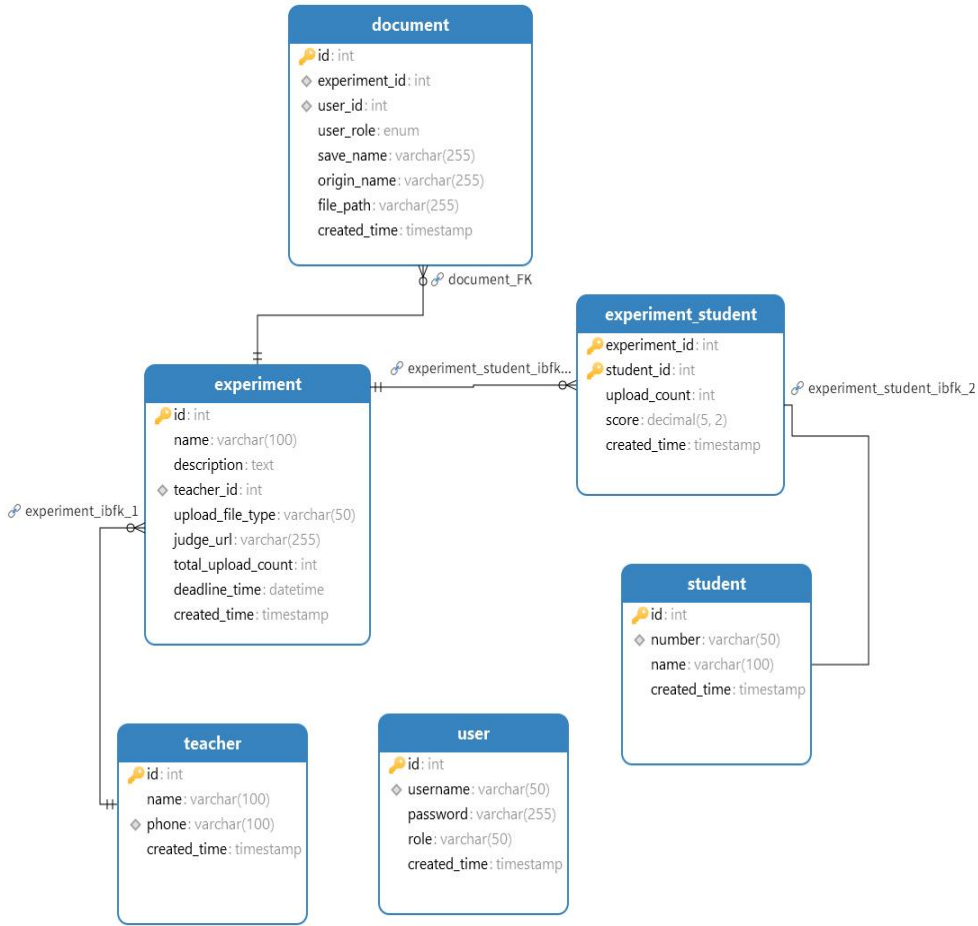 document
id: int
experiment_id: int
user_id: int
user_role: enum
save_name: varchar(255)
origin_name: varchar(255)
file_path: varchar(255)
created_time: timestamp
document_FK
experiment_student
experiment_id: int
student_id: int
upload_count: int
score: decimal(5, 2)
created_time: timestamp
experiment_student_ibfk...
experiment_student_ibfk_2
experiment
id: int
name: varchar(100)
description: text
teacher_id: int
upload_file_type: varchar(50)
judge_url: varchar(255)
total_upload_count: int
deadline_time: datetime
created_time: timestamp
experiment_ibfk_1
student
id: int
number: varchar(50)
name: varchar(100)
created_time: timestamp
teacher
id: int
name: varchar(100)
phone: varchar(100)
created_time: timestamp
user
id: int
username: varchar(50)
password: varchar(255)
role: varchar(50)
created_time: timestamp